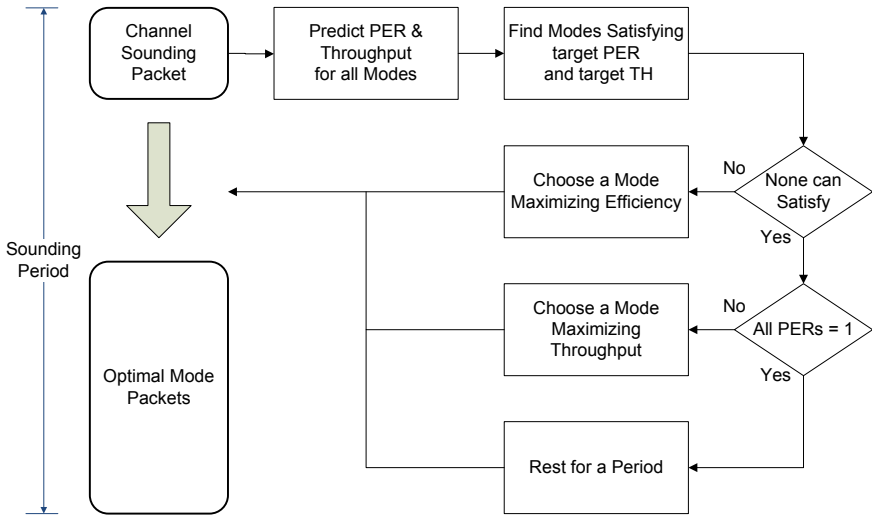 Channel
Sounding
Packet
Predict PER &
Throughput
for all Modes
Find Modes Satisfying
target PER
and target TH
No
None can
Satisfy
Yes
Choose a Mode
Maximizing Efficiency
Sounding
Period
No
All PERs = 1
Yes
Choose a Mode
Maximizing
Throughput
Optimal Mode
Packets
Rest for a Period